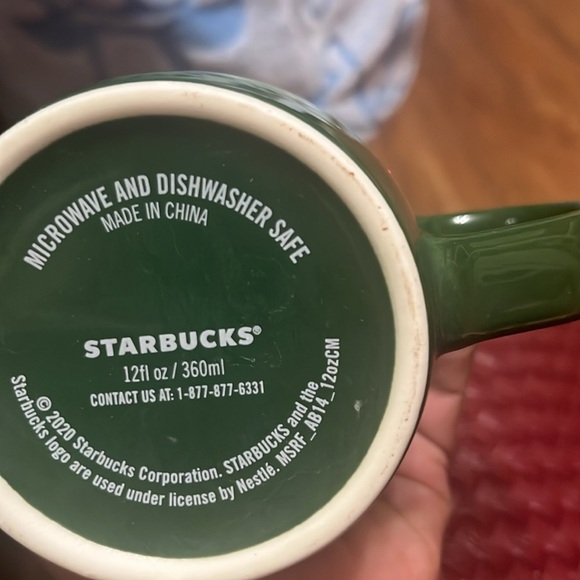 MICROWAVE AND DISHWASHER SAFE
MADE IN CHINA
STARBUCKS®
12fl oz / 360ml
CONTACT US AT: 1-877-877-6331
© 2020 Starbucks Corporation. STARBUCKS and the
Starbucks logo are used under license by Nestlé. MSRF_AB14_12ozCM